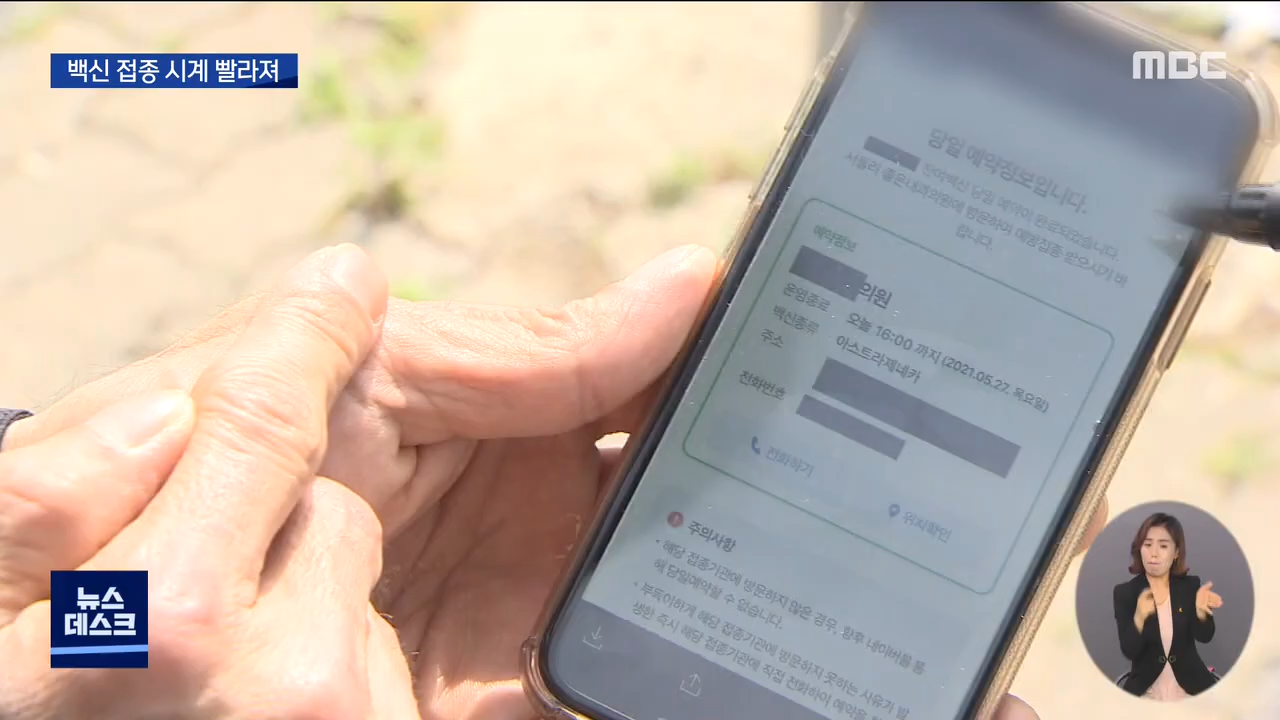 백신 접종 시계 빨라져
MBC
당일 예약정보입니다.
잔여백신 당일 예약이 완료되었습니다.
서둘러 좋은내과의원에 방문하여 예방접종 받으시기 바
랍니다.
예약정보
의원
운영종료 오늘 16:00 까지 (2021.05.27, 목요일)
백신종류 아스트라제네카
주소
전화번호
전화하기
위치확인
주의사항
해당 접종기관에 방문하지 않은 경우, 향후 네이버를 통
해 당일예약할 수 없습니다.
부득이하게 해당 접종기관에 방문하지 못하는 사유가 발
생한 즉시 해당 접종기관에 직접 전화하여 예약을
뉴스
데스크